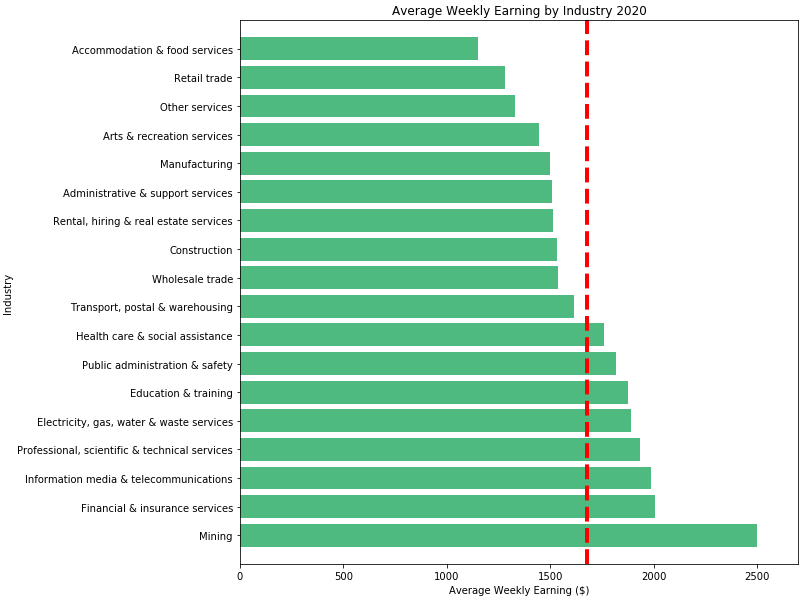 Average Weekly Earning by Industry 2020
Accommodation & food services
Retail trade
Other services
Arts & recreation services
Manufacturing
Administrative & support services
Rental, hiring & real estate services
Construction
Wholesale trade
Transport, postal & warehousing
Health care & social assistance
Public administration & safety
Education & training
Electricity, gas, water & waste services
Professional, scientific & technical services
Information media & telecommunications
Financial & insurance services
Mining
Industry
0 500 1000 1500 2000 2500
Average Weekly Earning ($)